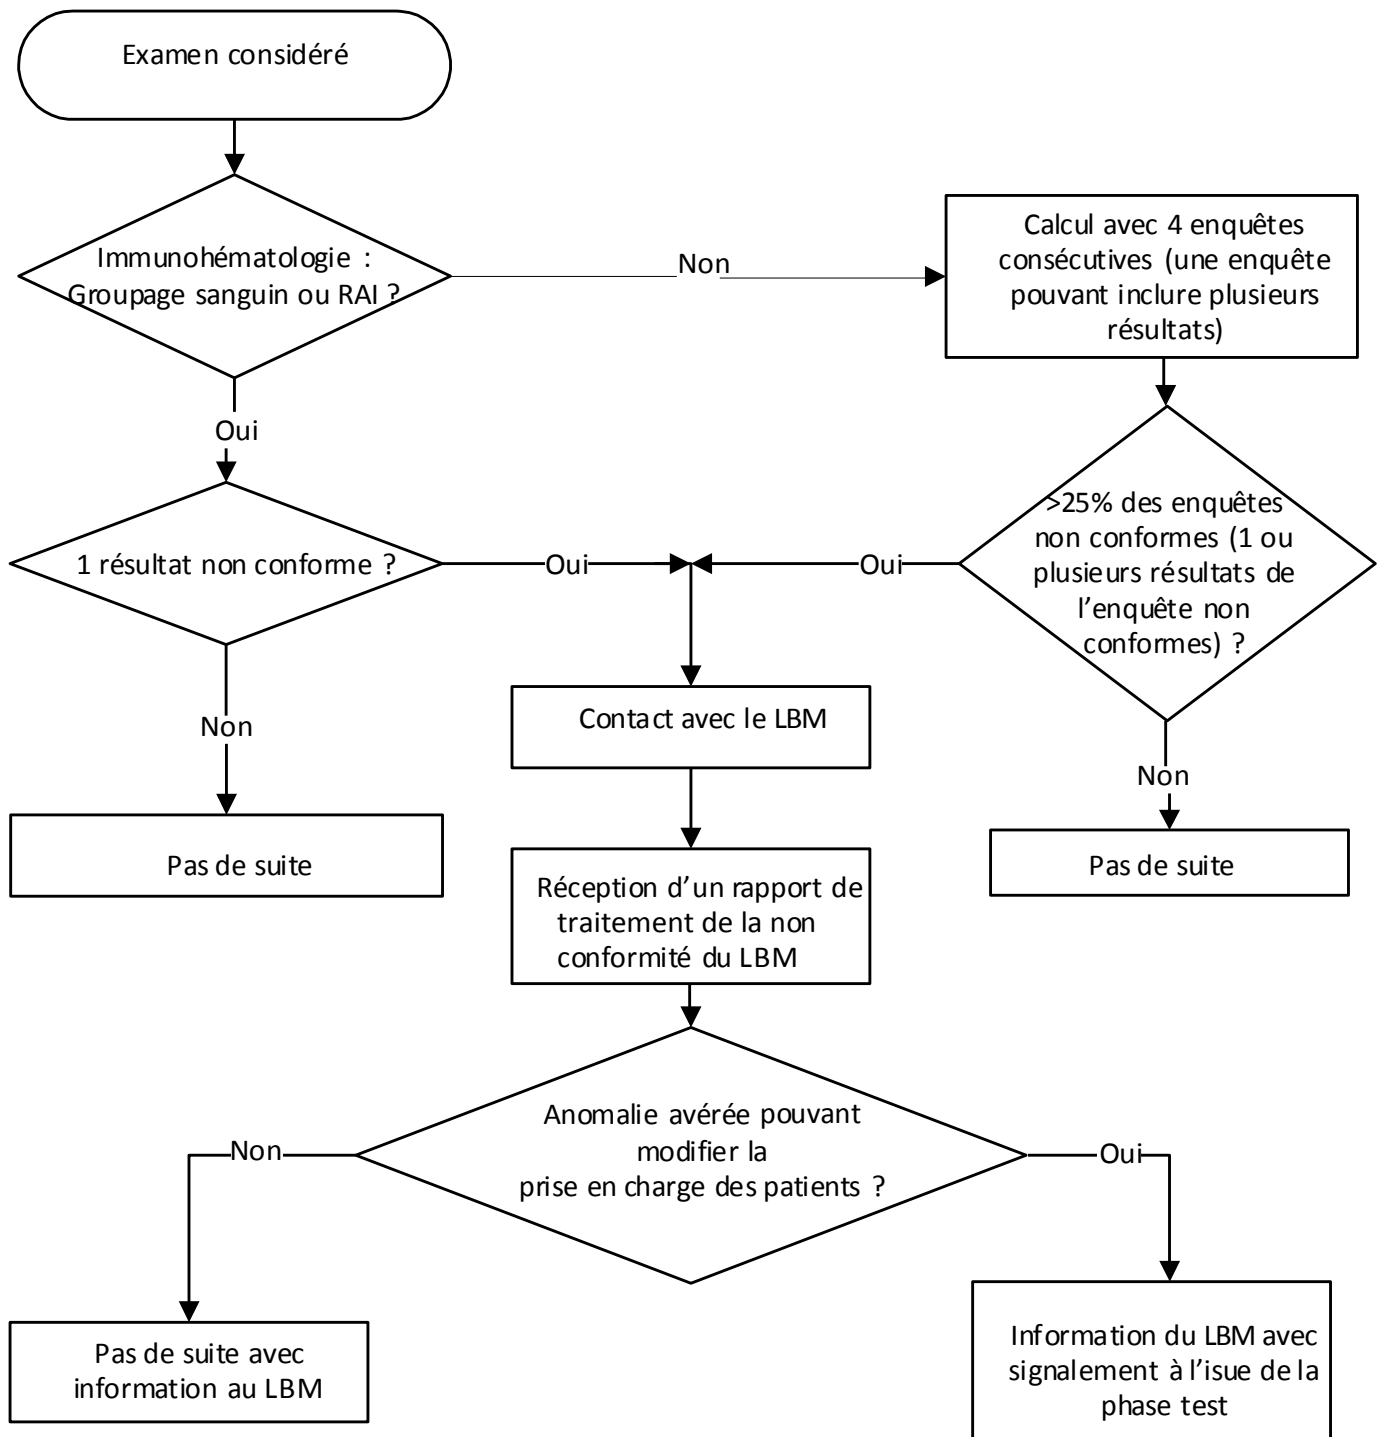 Examen considéré
Immunohématologie :
Groupage sanguin ou RAI ?
Non
Calcul avec 4 enquêtes
consécutives (une enquête
pouvant inclure plusieurs
résultats)
Oui
1 résultat non conforme ?
Oui
Oui
>25% des enquêtes
non conformes (1 ou
plusieurs résultats de
l’enquête non
conformes) ?
Non
Contact avec le LBM
Non
Pas de suite
Pas de suite
Réception d’un rapport de
traitement de la non
conformité du LBM
Anomalie avérée pouvant
modifier la
prise en charge des patients ?
Non
Oui
Pas de suite avec
information au LBM
Information du LBM avec
signalement à l’isue de la
phase test